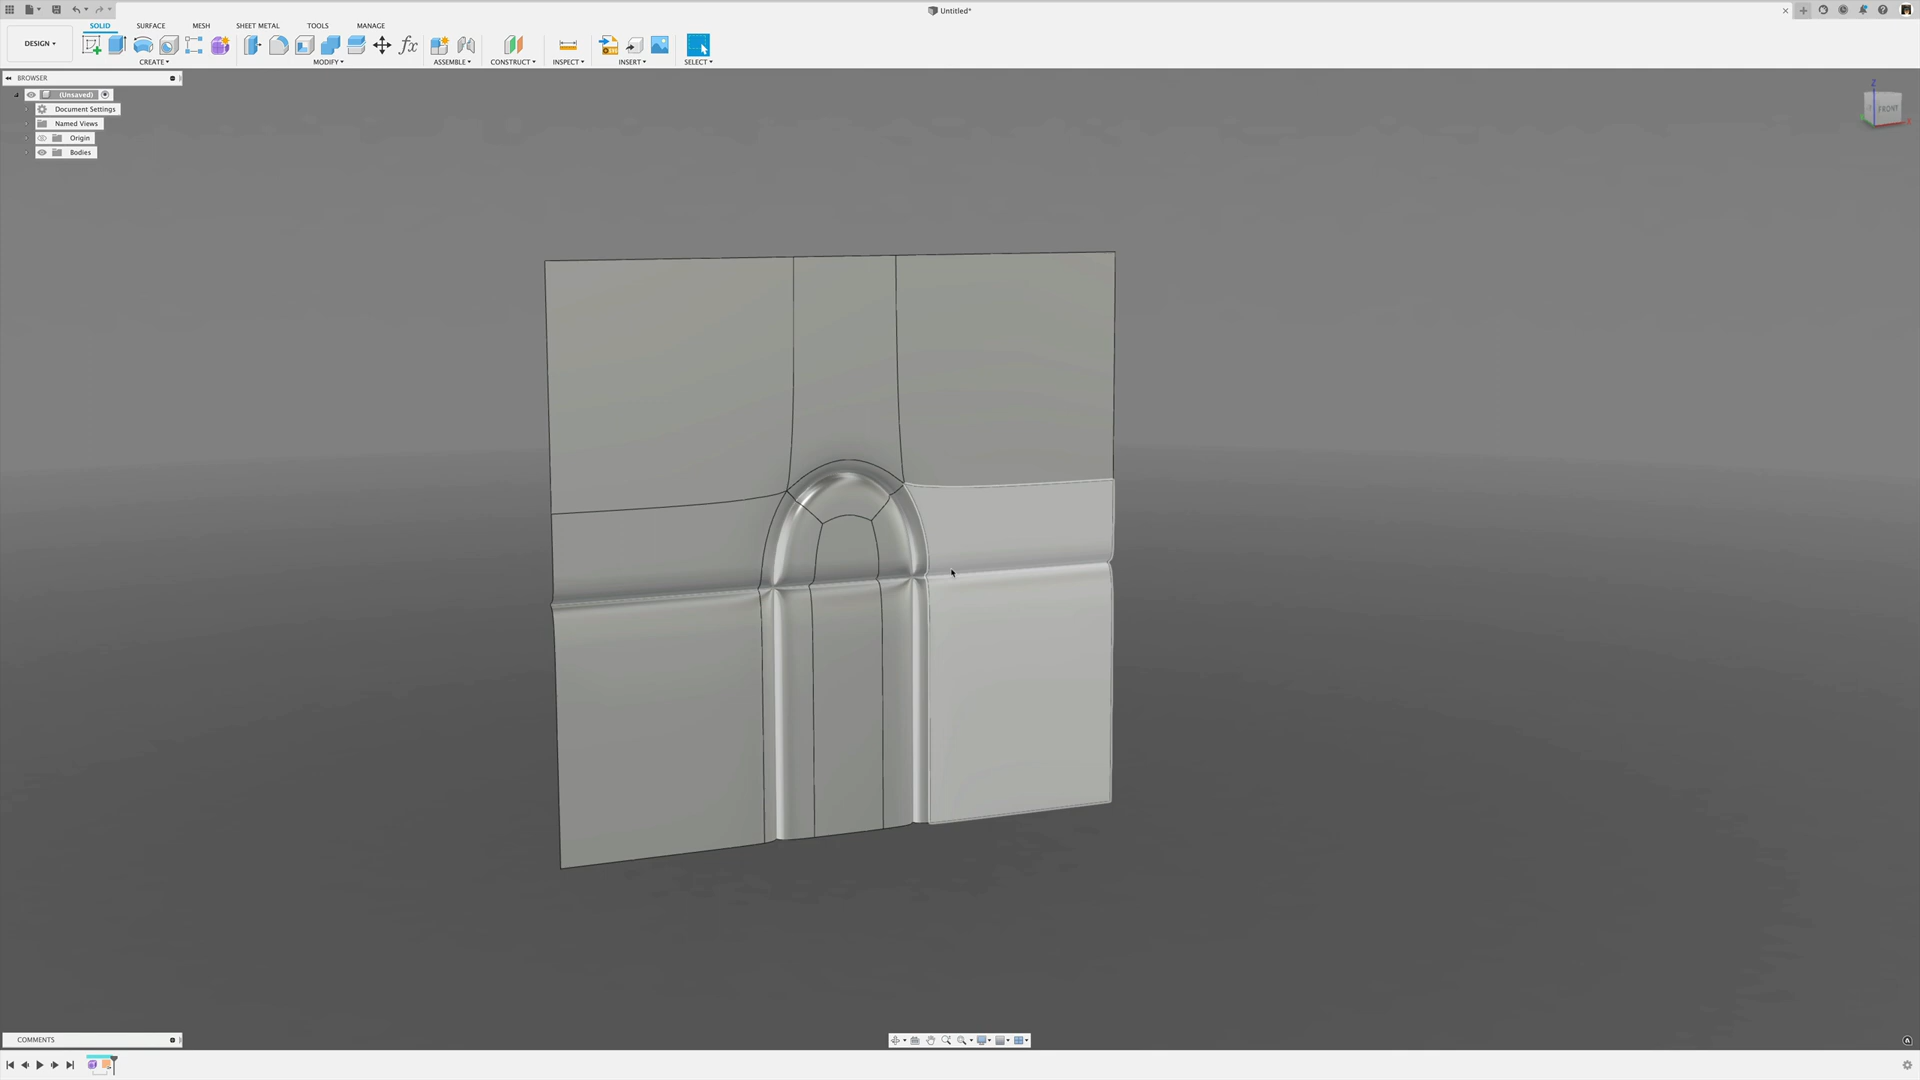 Untitled*
SOLID SURFACE MESH SHEET METAL TOOLS MANAGE
DESIGN
CREATE MODIFY ASSEMBLE CONSTRUCT INSPECT INSERT SELECT
fx
BROWSER
(Unsaved)
Document Settings
Named Views
Origin
Bodies
Z
FRONT
X
COMMENTS